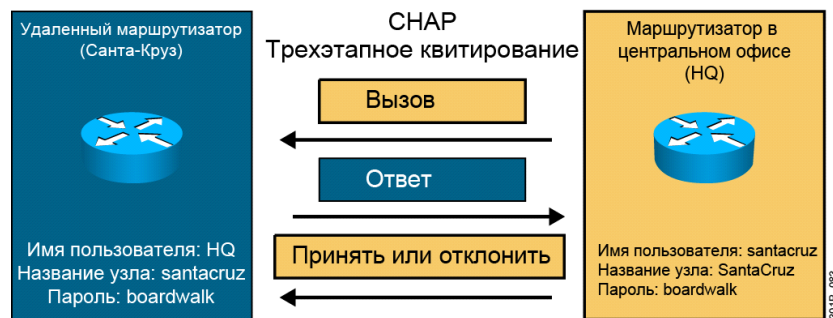 Удаленный маршрутизатор
(Санта-Круз)
Имя пользователя: HQ
Название узла: santacruz
Пароль: boardwalk
CHAP
Трехэтапное квитирование
Вызов
Ответ
Принять или отклонить
Маршрутизатор в
центральном офисе
(HQ)
Имя пользователя: santacruz
Название узла: SantaCruz
Пароль: boardwalk